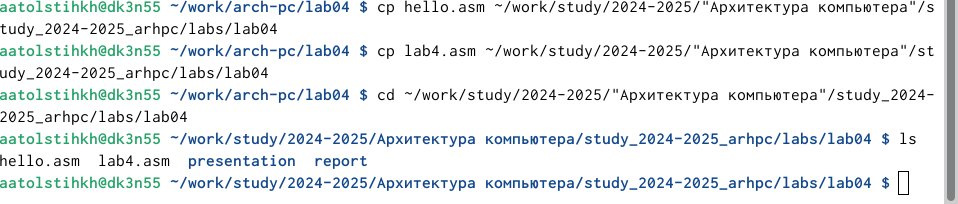 aatolstihkh@dk3n55 ~/work/arch-pc/lab04 $ cp hello.asm ~/work/study/2024-2025/"Архитектура компьютера"/s
tudy_2024-2025_arhpc/labs/lab04
aatolstihkh@dk3n55 ~/work/arch-pc/lab04 $ cp lab4.asm ~/work/study/2024-2025/"Архитектура компьютера"/st
udy_2024-2025_arhpc/labs/lab04
aatolstihkh@dk3n55 ~/work/arch-pc/lab04 $ cd ~/work/study/2024-2025/"Архитектура компьютера"/study_2024-
2025_arhpc/labs/lab04
aatolstihkh@dk3n55 ~/work/study/2024-2025/Архитектура компьютера/study_2024-2025_arhpc/labs/lab04 $ ls
hello.asm  lab4.asm  presentation  report
aatolstihkh@dk3n55 ~/work/study/2024-2025/Архитектура компьютера/study_2024-2025_arhpc/labs/lab04 $